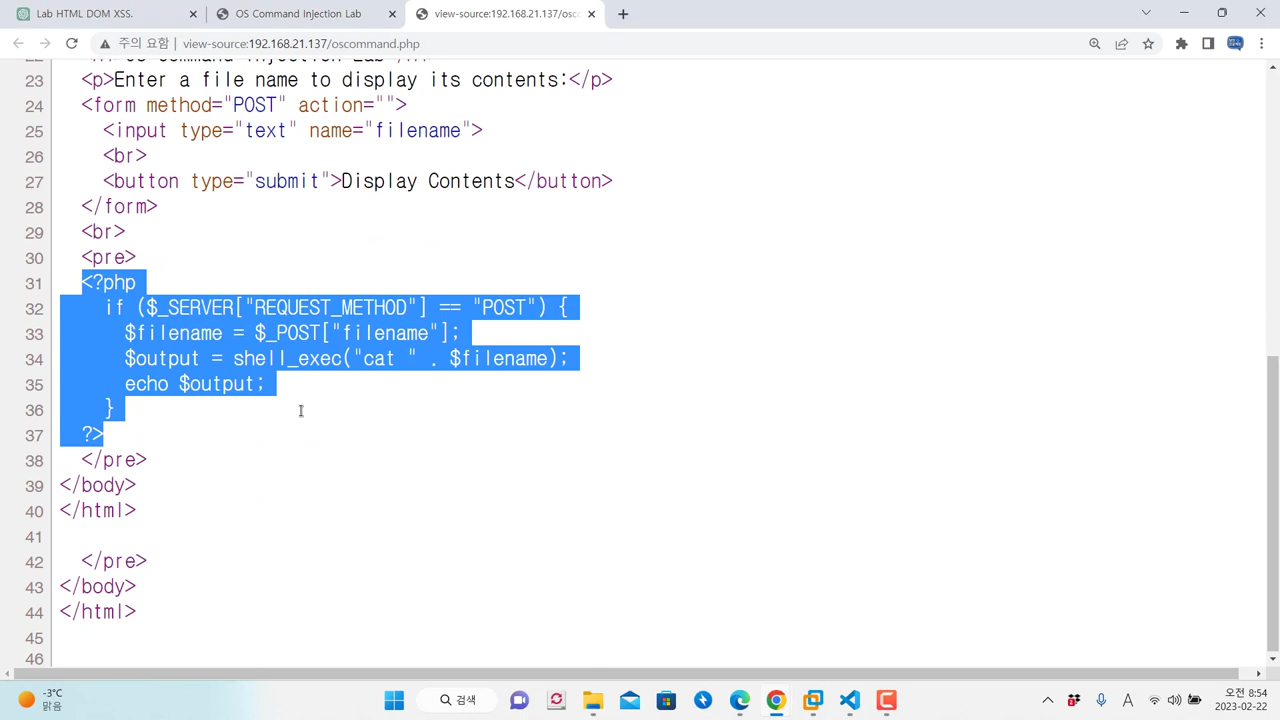 Lab HTML DOM XSS.
OS Command Injection Lab
view-source:192.168.21.137/osco
주의 요함 | view-source:192.168.21.137/oscommand.php
23 <p>Enter a file name to display its contents:</p>
24 <form method="POST" action="">
25 <input type="text" name="filename">
26 <br>
27 <button type="submit">Display Contents</button>
28 </form>
29 <br>
30 <pre>
31 <?php
32 if ($_SERVER["REQUEST_METHOD"] == "POST") {
33 $filename = $_POST["filename"];
34 $output = shell_exec("cat " . $filename);
35 echo $output;
36 }
37 ?>
38 </pre>
39 </body>
40 </html>
41
42 </pre>
43 </body>
44 </html>
45
46
-3°C
맑음
검색
A
오전 8:54
2023-02-22